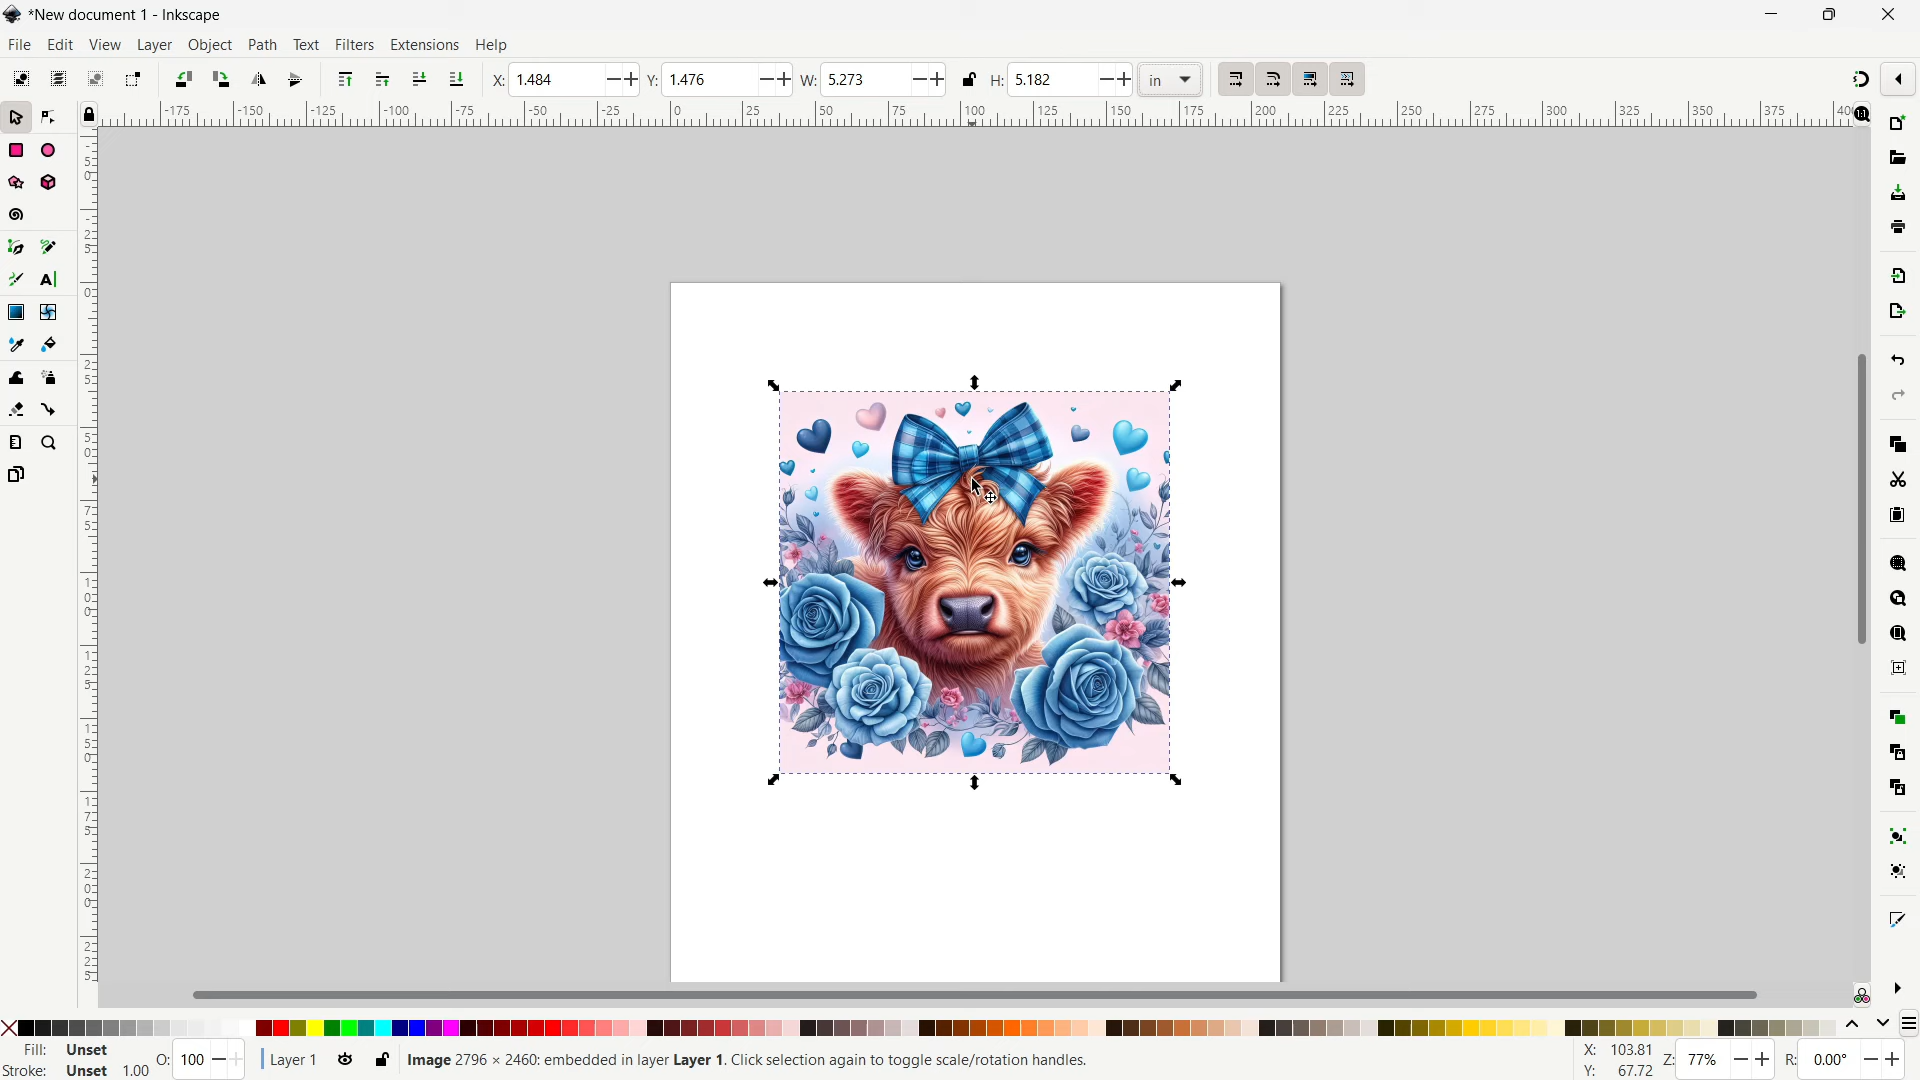 *New document 1 - Inkscape
File Edit View Layer Object Path Text Filters Extensions Help
X: 1.484 Y: 1.476 W: 5.273 H: 5.182 in
-175 -150 -125 -100 -75 -50 -25 0 25 50 75 100 125 150 175 200 225 250 275 300 325 350 375 400
Fill: Unset
Stroke: Unset 1.00
O: 100
Layer 1
Image 2796 × 2460: embedded in layer Layer 1. Click selection again to toggle scale/rotation handles.
X: 103.81
Y: 67.72
Z: 77%
R: 0.00°